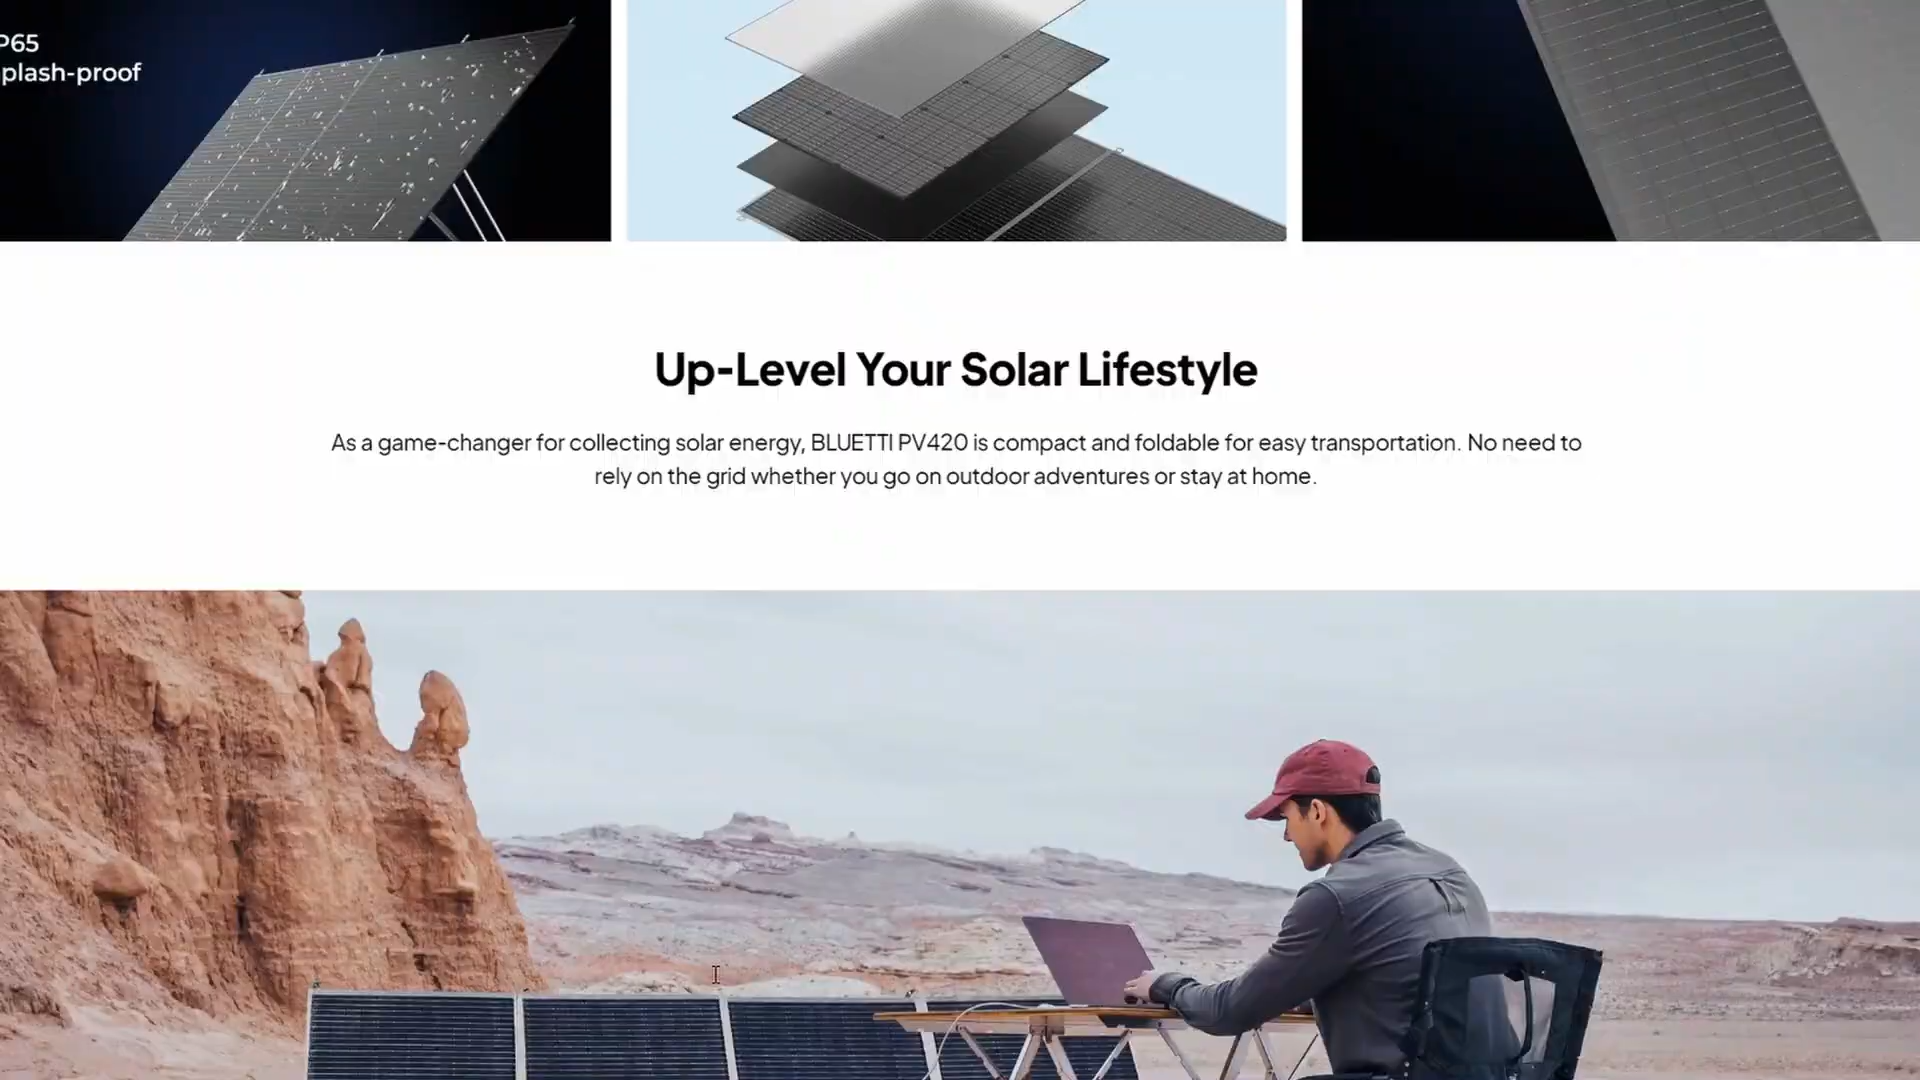 P65
plash-proof
Up-Level Your Solar Lifestyle
As a game-changer for collecting solar energy, BLUETTI PV420 is compact and foldable for easy transportation. No need to
rely on the grid whether you go on outdoor adventures or stay at home.